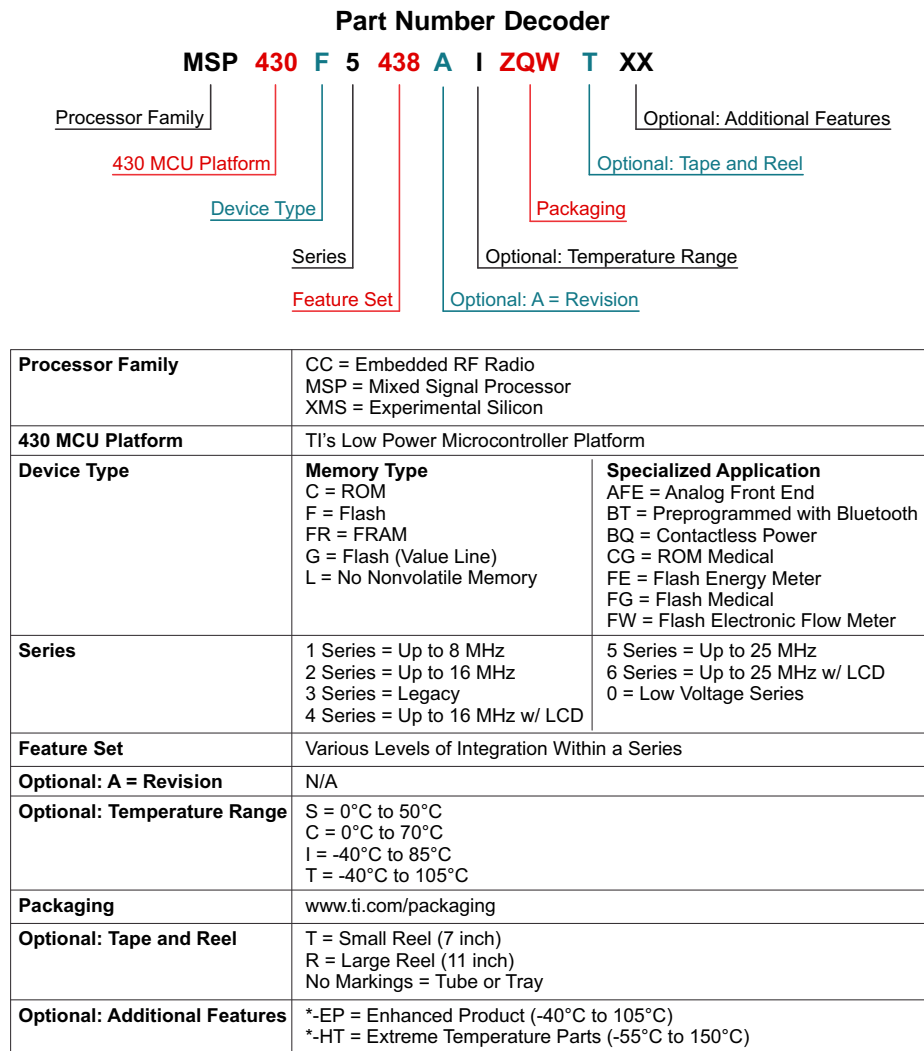 Part Number Decoder
MSP 430 F 5 438 A I ZQW T XX
Processor Family
Optional: Additional Features
430 MCU Platform
Optional: Tape and Reel
Device Type
Packaging
Series
Optional: Temperature Range
Feature Set
Optional: A = Revision
Processor Family
CC = Embedded RF Radio
MSP = Mixed Signal Processor
XMS = Experimental Silicon
430 MCU Platform
TI's Low Power Microcontroller Platform
Device Type
Memory Type
C = ROM
F = Flash
FR = FRAM
G = Flash (Value Line)
L = No Nonvolatile Memory
Specialized Application
AFE = Analog Front End
BT = Preprogrammed with Bluetooth
BQ = Contactless Power
CG = ROM Medical
FE = Flash Energy Meter
FG = Flash Medical
FW = Flash Electronic Flow Meter
Series
1 Series = Up to 8 MHz
2 Series = Up to 16 MHz
3 Series = Legacy
4 Series = Up to 16 MHz w/ LCD
5 Series = Up to 25 MHz
6 Series = Up to 25 MHz w/ LCD
0 = Low Voltage Series
Feature Set
Various Levels of Integration Within a Series
Optional: A = Revision
N/A
Optional: Temperature Range
S = 0°C to 50°C
C = 0°C to 70°C
I = -40°C to 85°C
T = -40°C to 105°C
Packaging
www.ti.com/packaging
Optional: Tape and Reel
T = Small Reel (7 inch)
R = Large Reel (11 inch)
No Markings = Tube or Tray
Optional: Additional Features
*-EP = Enhanced Product (-40°C to 105°C)
*-HT = Extreme Temperature Parts (-55°C to 150°C)